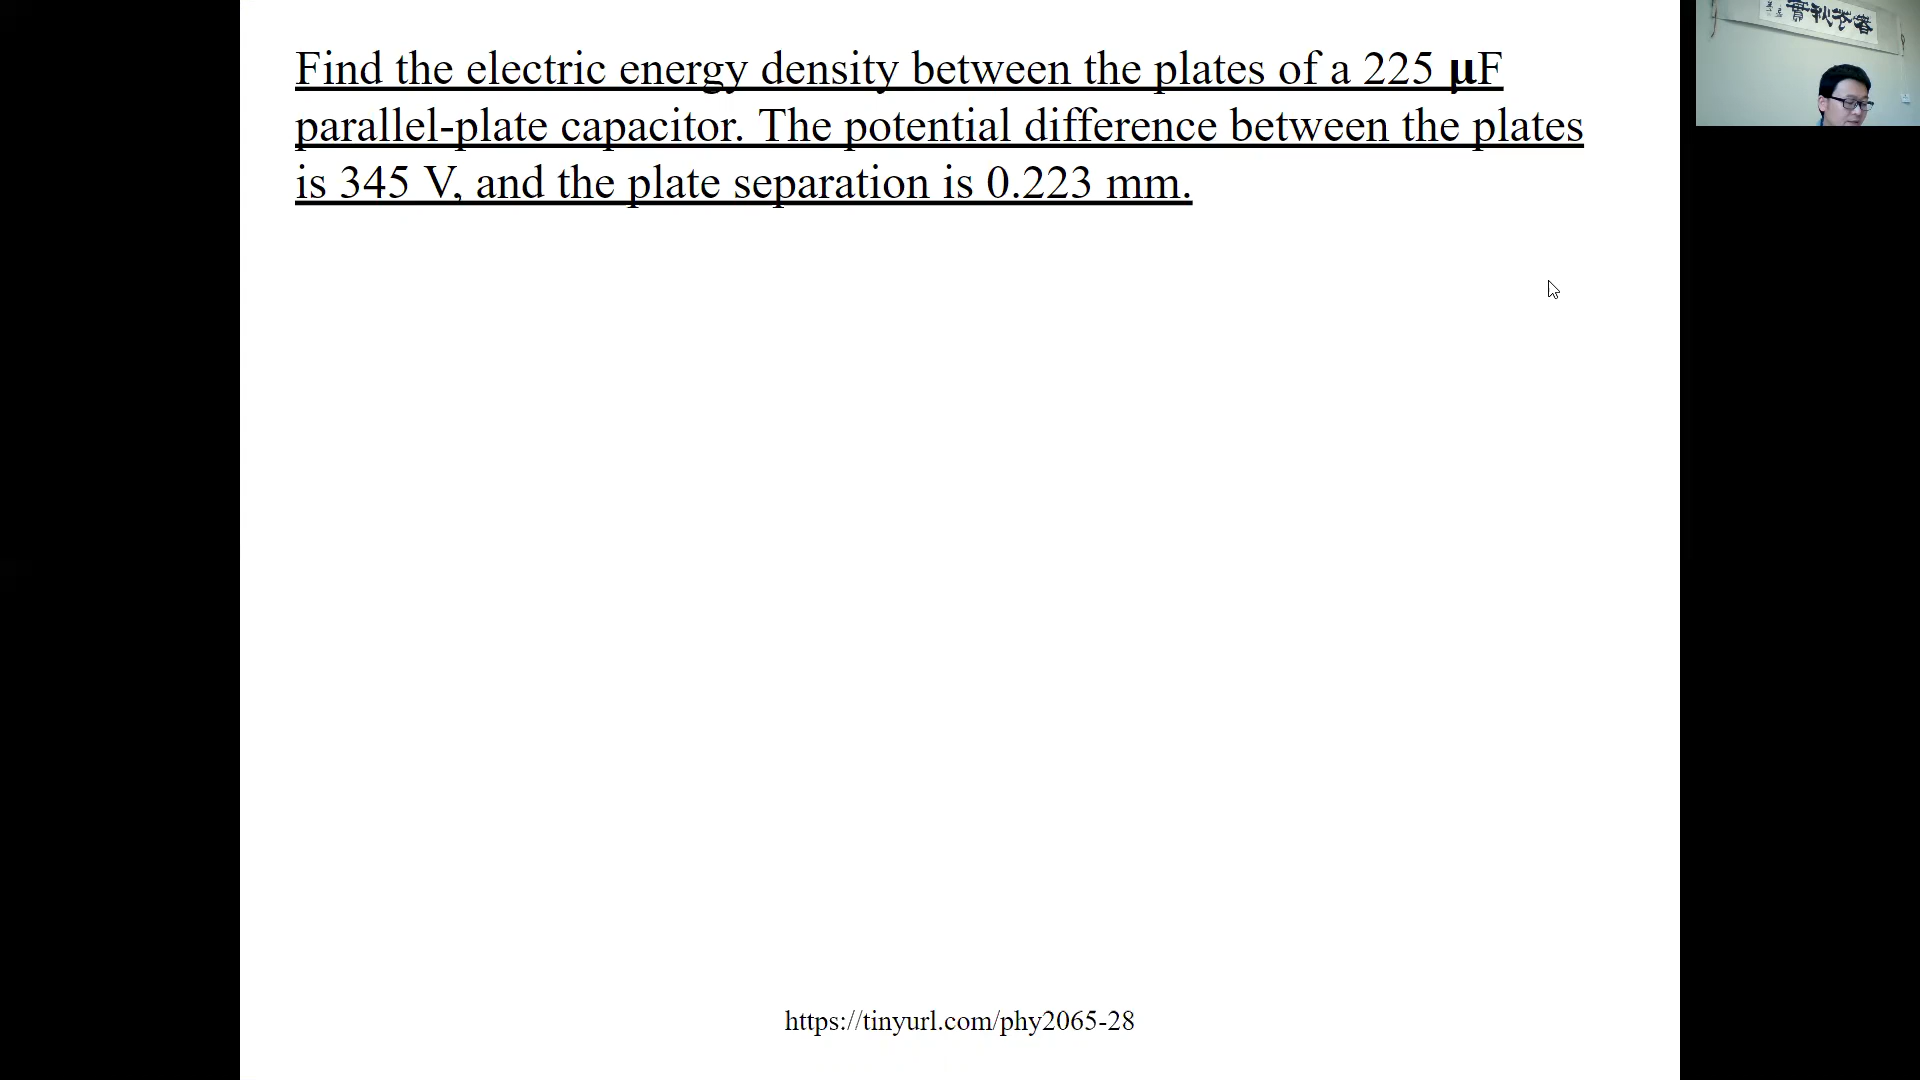 Find the electric energy density between the plates of a 225 μF
parallel-plate capacitor. The potential difference between the plates
is 345 V, and the plate separation is 0.223 mm.
https://tinyurl.com/phy2065-28